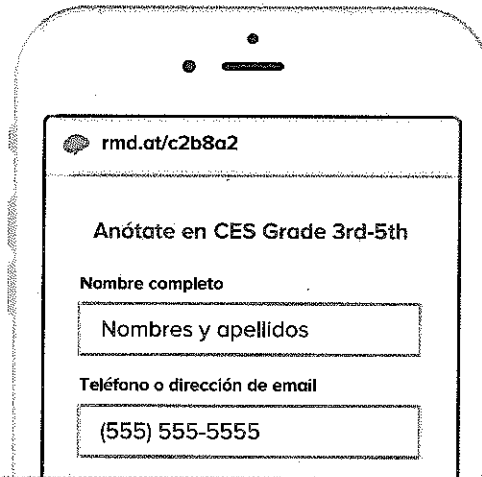 rmd.at/c2b8a2
Anótate en CES Grade 3rd-5th
Nombre completo
Nombres y apellidos
Teléfono o dirección de email
(555) 555-5555